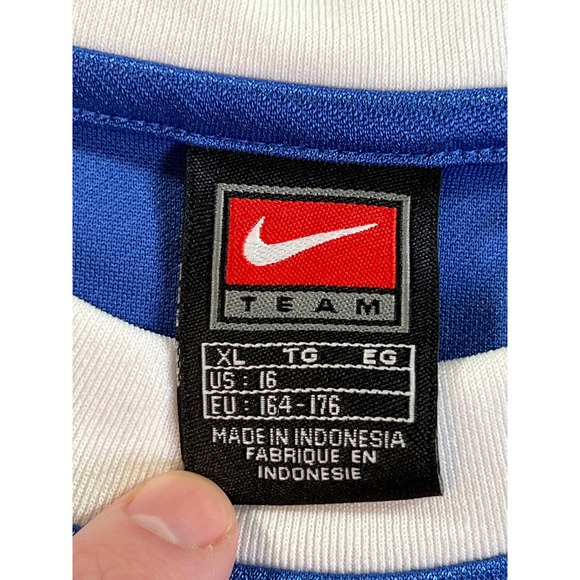 TEAM
XL TG EG
US : 16
EU : 164-176
MADE IN INDONESIA
FABRIQUE EN
INDONESIE